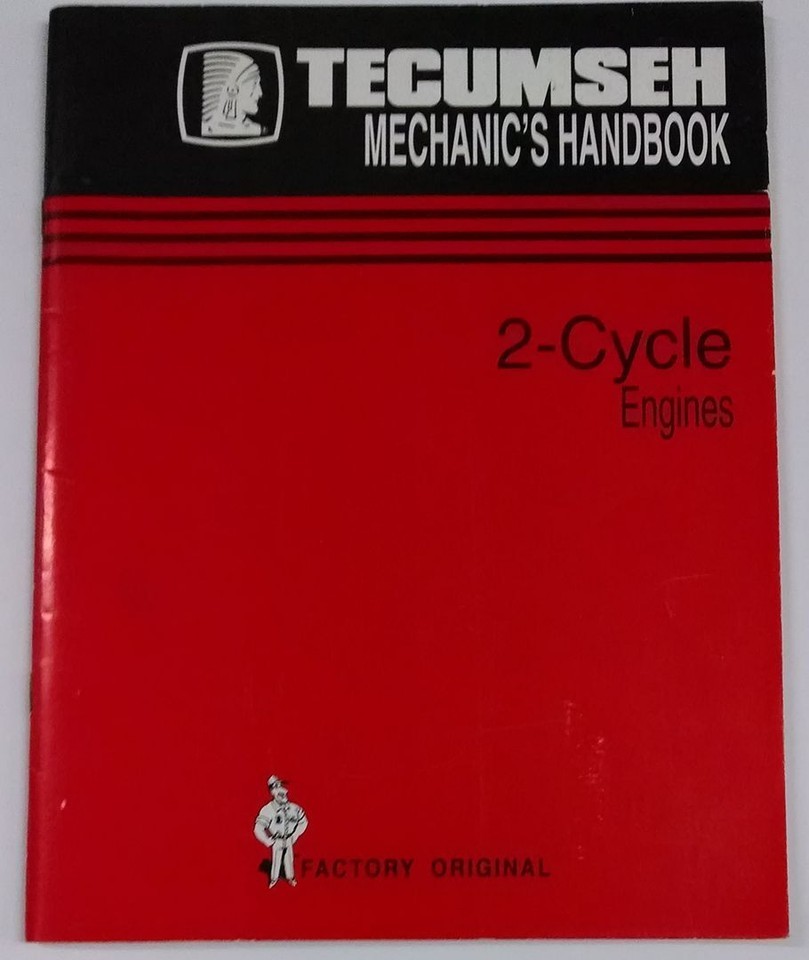 TECUMSEH
MECHANIC'S HANDBOOK
2-Cycle
Engines
FACTORY ORIGINAL